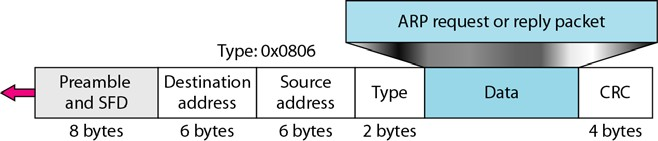 ARP request or reply packet
Type: 0x0806
Preamble
and SFD
Destination
address
Source
address
Type
Data
CRC
8 bytes
6 bytes
6 bytes
2 bytes
4 bytes